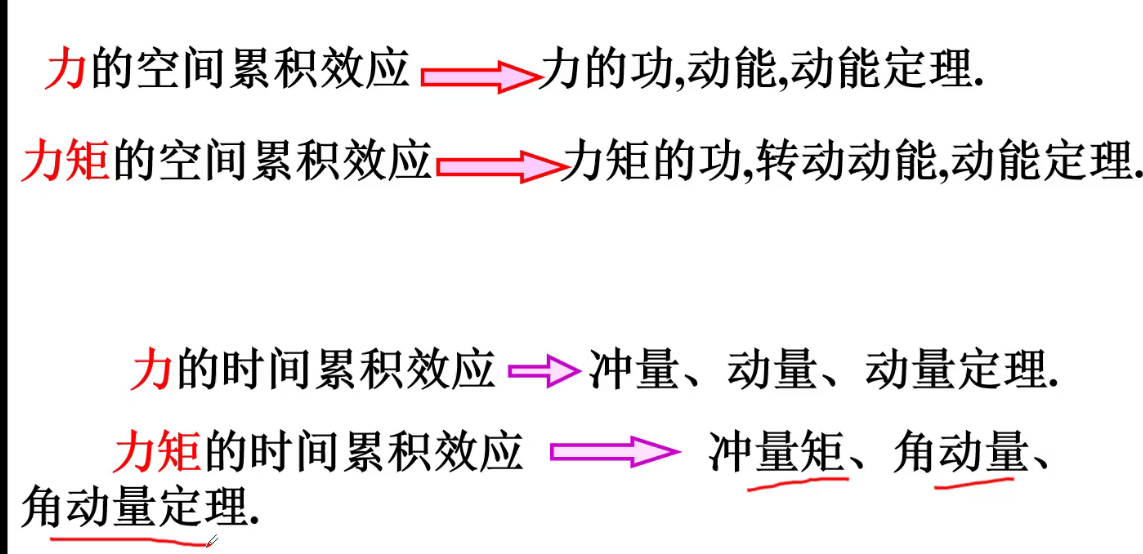 力的空间累积效应 力的功,动能,动能定理.
力矩的空间累积效应 力矩的功,转动动能,动能定理.
力的时间累积效应 冲量、动量、动量定理.
力矩的时间累积效应 冲量矩、角动量、
角动量定理.